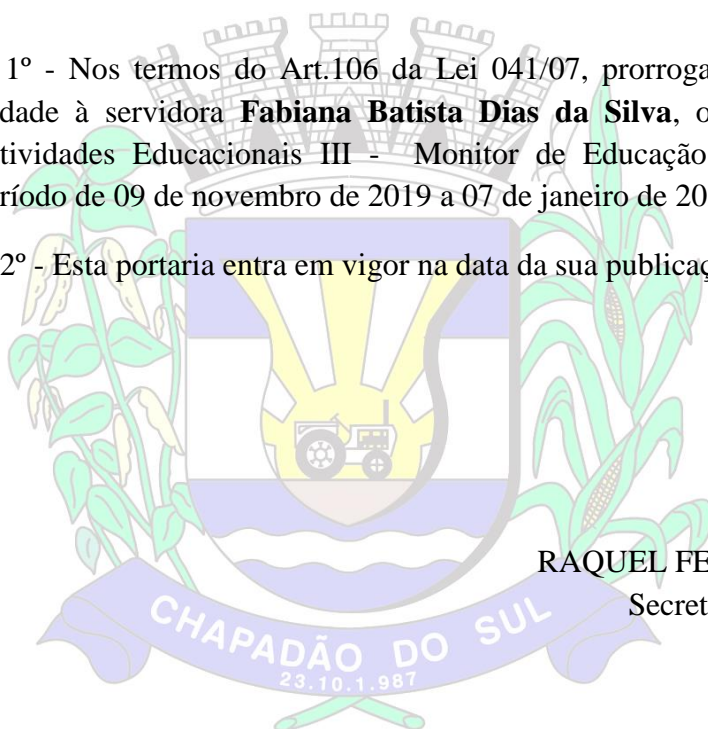 1º - Nos termos do Art.106 da Lei 041/07, prorroga
dade à servidora Fabiana Batista Dias da Silva, o
tividades Educacionais III - Monitor de Educação
ríodo de 09 de novembro de 2019 a 07 de janeiro de 20
2º - Esta portaria entra em vigor na data da sua publicaç
RAQUEL FE
Secret
CHAPADÃO DO SUL
23.10.1.987